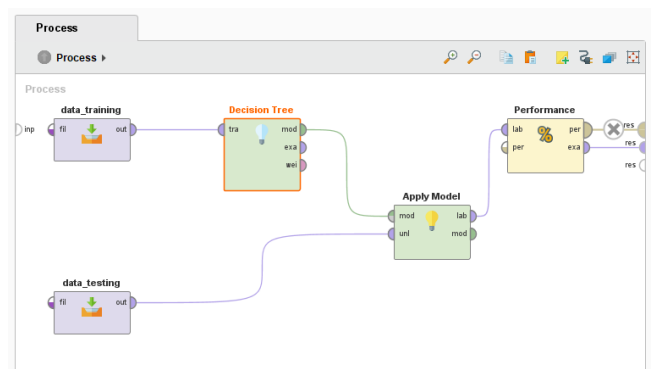 Process
Process
Process
data_training
Decision Tree
Performance
inp
fil
out
tra
mod
exa
wei
lab
per
per
exa
res
res
res
Apply Model
mod
lab
unl
mod
data_testing
fil
out